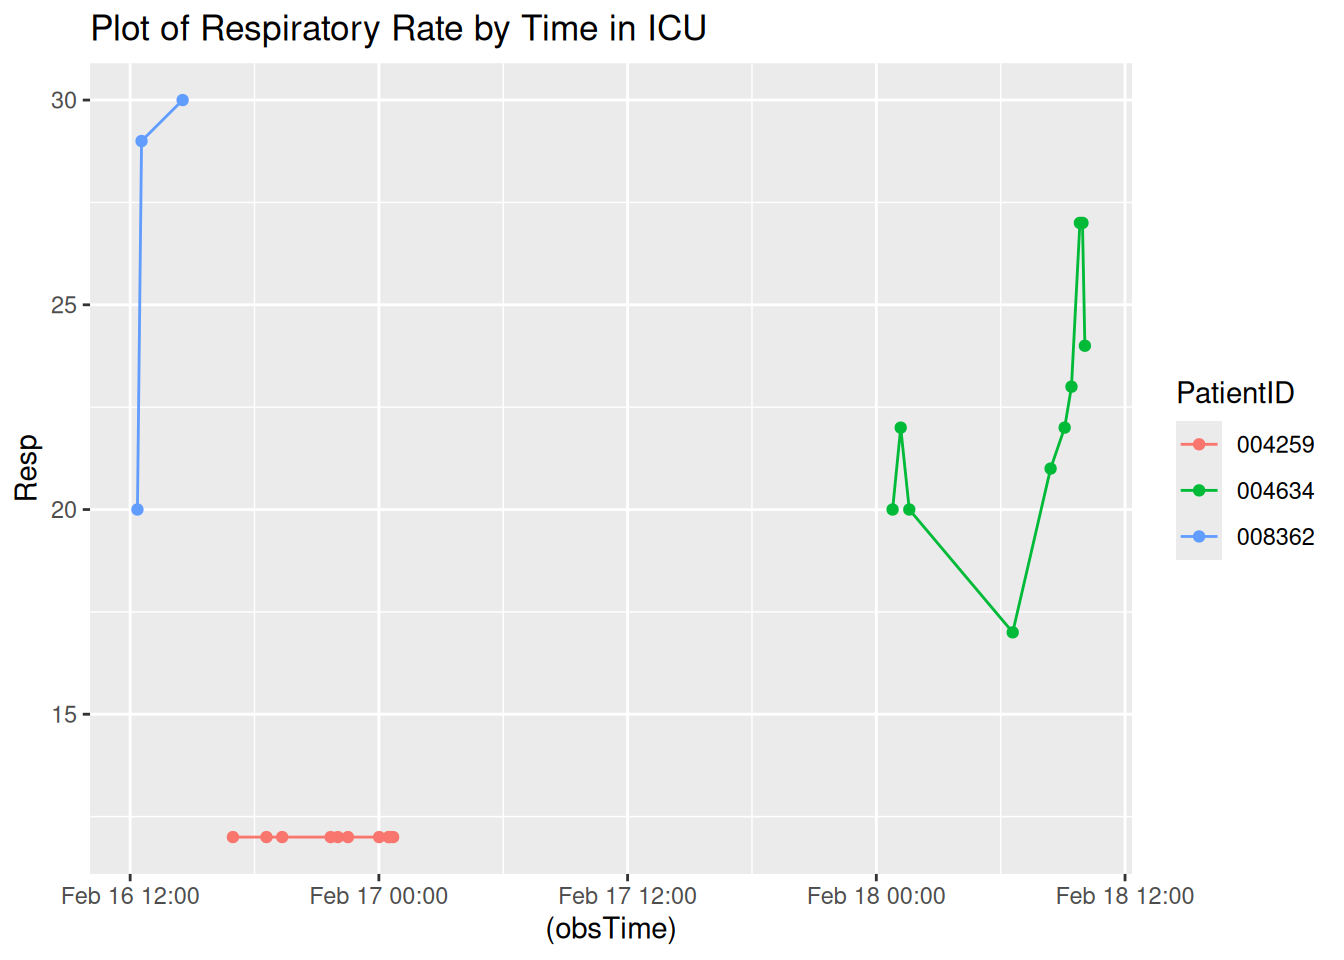 Plot of Respiratory Rate by Time in ICU
30
25
20
15
Resp
Feb 16 12:00
Feb 17 00:00
Feb 17 12:00
Feb 18 00:00
Feb 18 12:00
(obsTime)
PatientID
004259
004634
008362